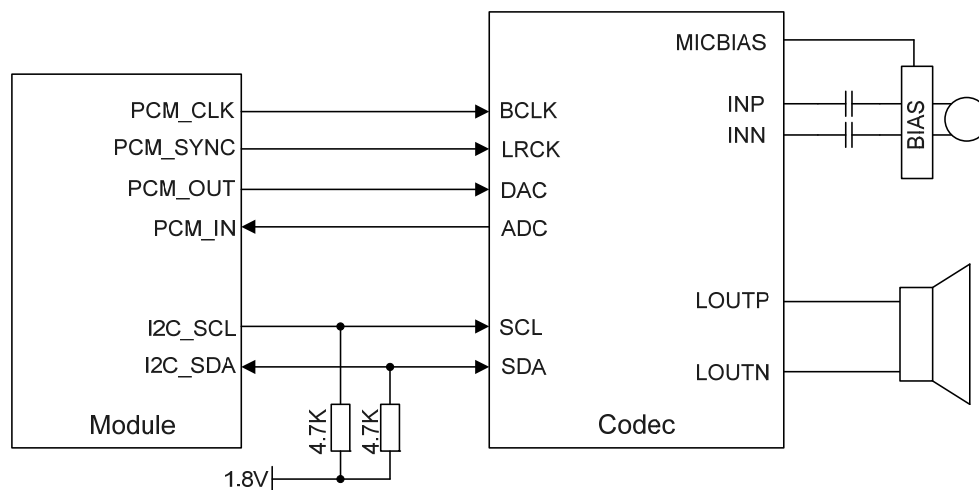 MICBIAS
PCM_CLK
BCLK
INP
INN
BIAS
PCM_SYNC
LRCK
PCM_OUT
DAC
PCM_IN
ADC
LOUTP
I2C_SCL
SCL
I2C_SDA
SDA
LOUTN
Module
4.7K
4.7K
Codec
1.8V